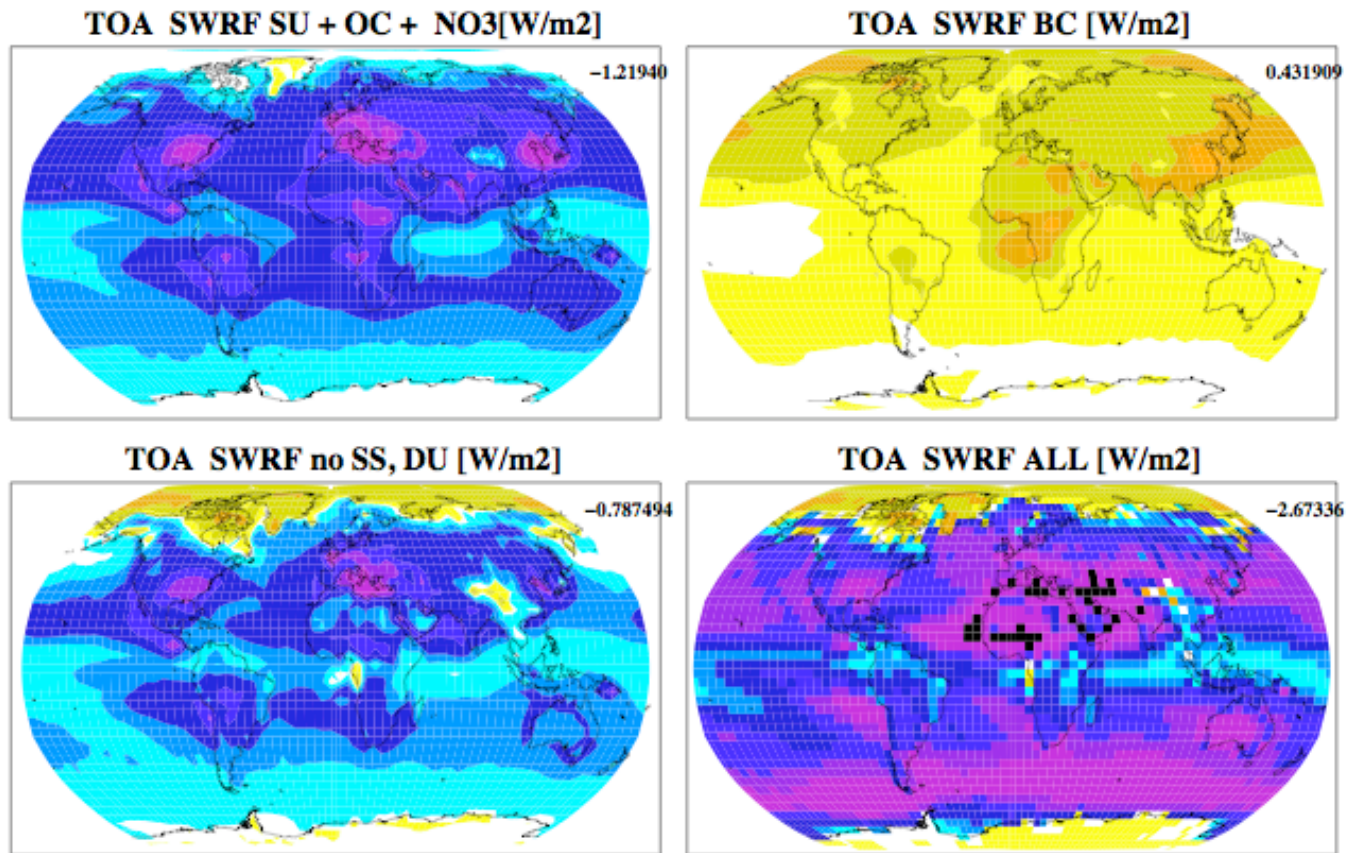 TOA SWRF SU + OC + NO3[W/m2]
−1.21940
TOA SWRF BC [W/m2]
0.431909
TOA SWRF no SS, DU [W/m2]
−0.787494
TOA SWRF ALL [W/m2]
−2.67336